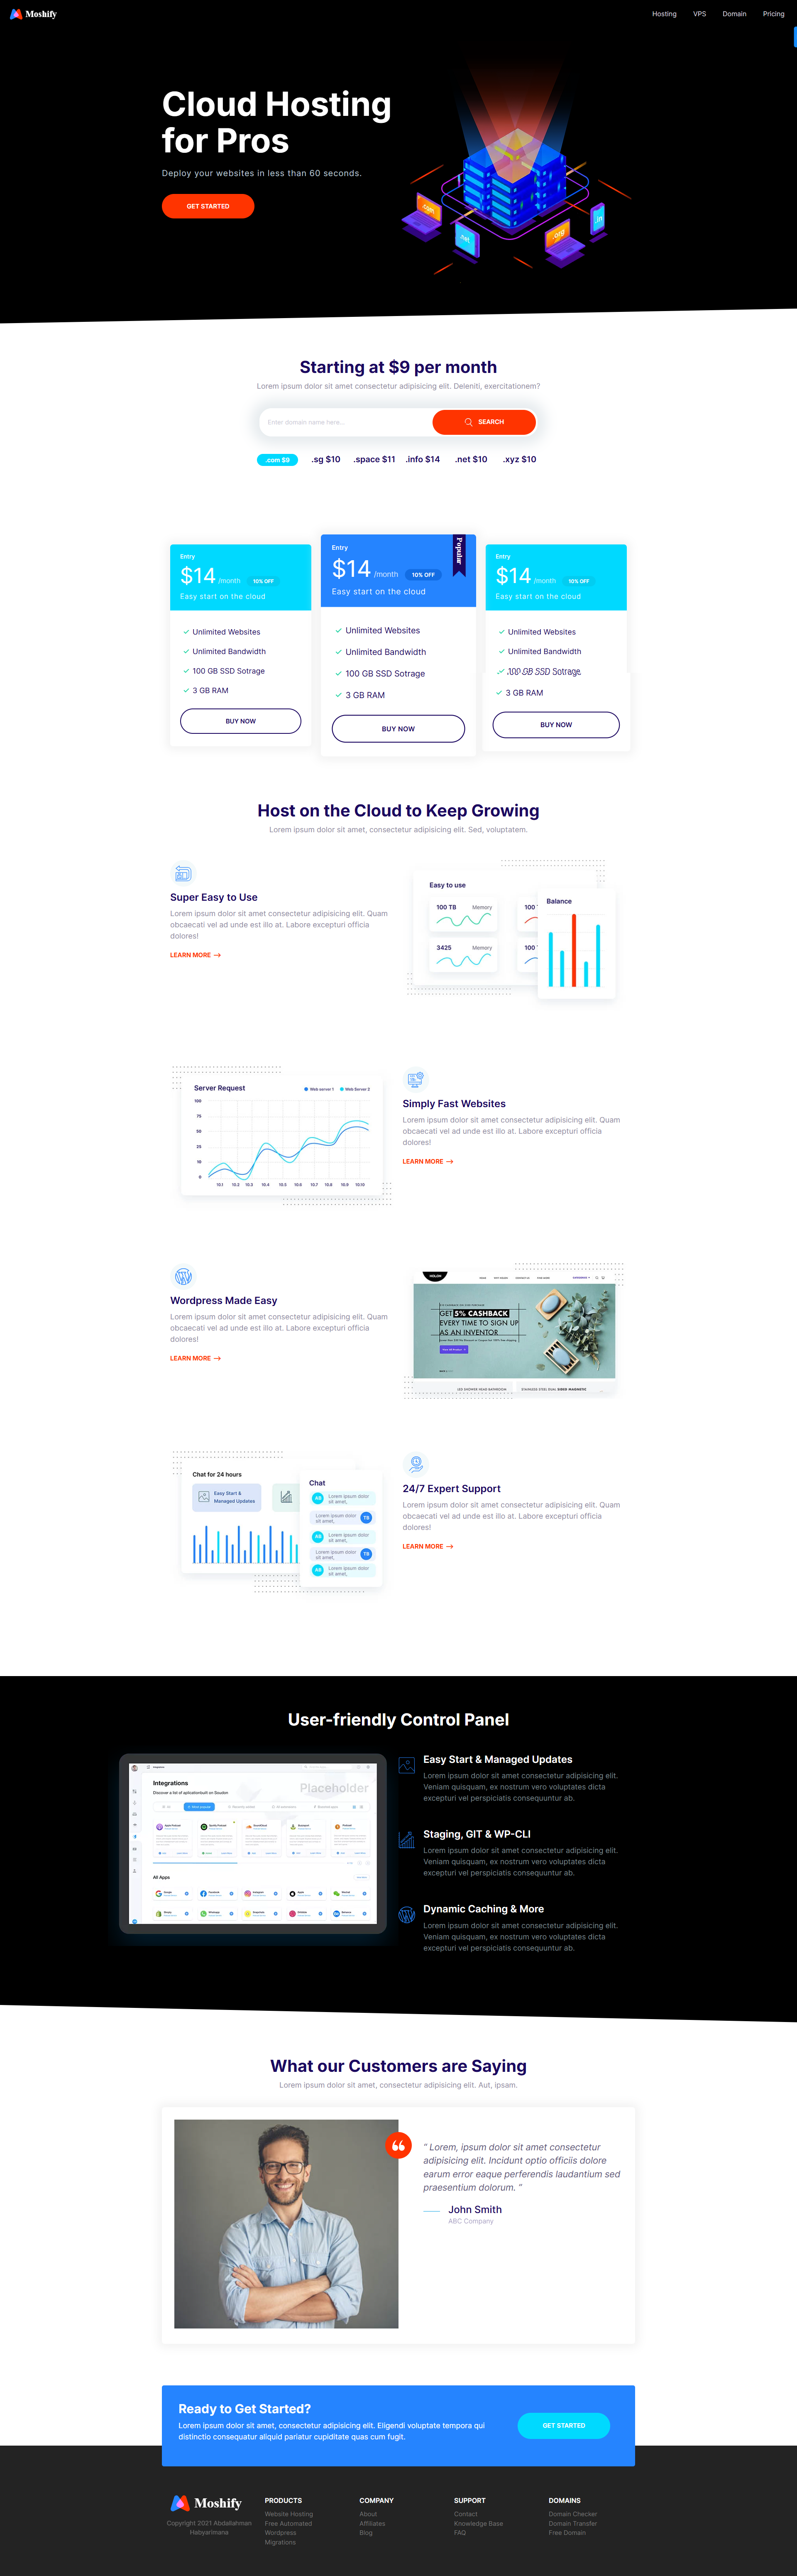 Moshify
Hosting
VPS
Domain
Pricing
Cloud Hosting
for Pros
Deploy your websites in less than 60 seconds.
GET STARTED
.com
.net
.org
.in
Starting at $9 per month
Lorem ipsum dolor sit amet consectetur adipisicing elit. Deleniti, exercitationem?
Enter domain name here...
SEARCH
.com $9
.sg $10
.space $11
.info $14
.net $10
.xyz $10
Entry
$14 /month 10% OFF
Easy start on the cloud
Unlimited Websites
Unlimited Bandwidth
100 GB SSD Sotrage
3 GB RAM
BUY NOW
Popular
Entry
$14 /month 10% OFF
Easy start on the cloud
Unlimited Websites
Unlimited Bandwidth
100 GB SSD Sotrage
3 GB RAM
BUY NOW
Entry
$14 /month 10% OFF
Easy start on the cloud
Unlimited Websites
Unlimited Bandwidth
100 GB SSD Sotrage
3 GB RAM
BUY NOW
Host on the Cloud to Keep Growing
Lorem ipsum dolor sit amet, consectetur adipisicing elit. Sed, voluptatem.
Super Easy to Use
Lorem ipsum dolor sit amet consectetur adipisicing elit. Quam
obcaecati vel ad unde est illo at. Labore excepturi officia
dolores!
LEARN MORE
Easy to use
100 TB Memory
100
3425 Memory
100
Balance
Server Request
Web server 1
Web Server 2
100
75
50
25
10
0
10.1 10.2 10.3 10.4 10.5 10.6 10.7 10.8 10.9 10.10
Simply Fast Websites
Lorem ipsum dolor sit amet consectetur adipisicing elit. Quam
obcaecati vel ad unde est illo at. Labore excepturi officia
dolores!
LEARN MORE
Wordpress Made Easy
Lorem ipsum dolor sit amet consectetur adipisicing elit. Quam
obcaecati vel ad unde est illo at. Labore excepturi officia
dolores!
LEARN MORE
GET 5% CASHBACK
EVERY TIME TO SIGN UP
AS AN INVENTOR
Chat for 24 hours
Easy Start &
Managed Updates
Chat
AB Lorem ipsum dolor
sit amet,
Lorem ipsum dolor TB
sit amet,
AB Lorem ipsum dolor
sit amet,
Lorem ipsum dolor TB
sit amet,
AB Lorem ipsum dolor
sit amet,
24/7 Expert Support
Lorem ipsum dolor sit amet consectetur adipisicing elit. Quam
obcaecati vel ad unde est illo at. Labore excepturi officia
dolores!
LEARN MORE
User-friendly Control Panel
Integrations
Placeholder
All Apps
Easy Start & Managed Updates
Lorem ipsum dolor sit amet, consectetur adipisicing elit.
Veniam quisquam, ex nostrum vero voluptates dicta
excepturi vel perspiciatis consequuntur ab.
Staging, GIT & WP-CLI
Lorem ipsum dolor sit amet, consectetur adipisicing elit.
Veniam quisquam, ex nostrum vero voluptates dicta
excepturi vel perspiciatis consequuntur ab.
Dynamic Caching & More
Lorem ipsum dolor sit amet, consectetur adipisicing elit.
Veniam quisquam, ex nostrum vero voluptates dicta
excepturi vel perspiciatis consequuntur ab.
What our Customers are Saying
Lorem ipsum dolor sit amet, consectetur adipisicing elit. Aut, ipsam.
“ Lorem, ipsum dolor sit amet consectetur
adipisicing elit. Incidunt optio officiis dolore
earum error eaque perferendis laudantium sed
praesentium dolorum. ”
John Smith
ABC Company
Ready to Get Started?
Lorem ipsum dolor sit amet, consectetur adipisicing elit. Eligendi voluptate tempora qui
distinctio consequatur aliquid pariatur cupiditate quas cum fugit.
GET STARTED
Moshify
Copyright 2021 Abdallahman
Habyarimana
PRODUCTS
Website Hosting
Free Automated
Wordpress
Migrations
COMPANY
About
Affiliates
Blog
SUPPORT
Contact
Knowledge Base
FAQ
DOMAINS
Domain Checker
Domain Transfer
Free Domain